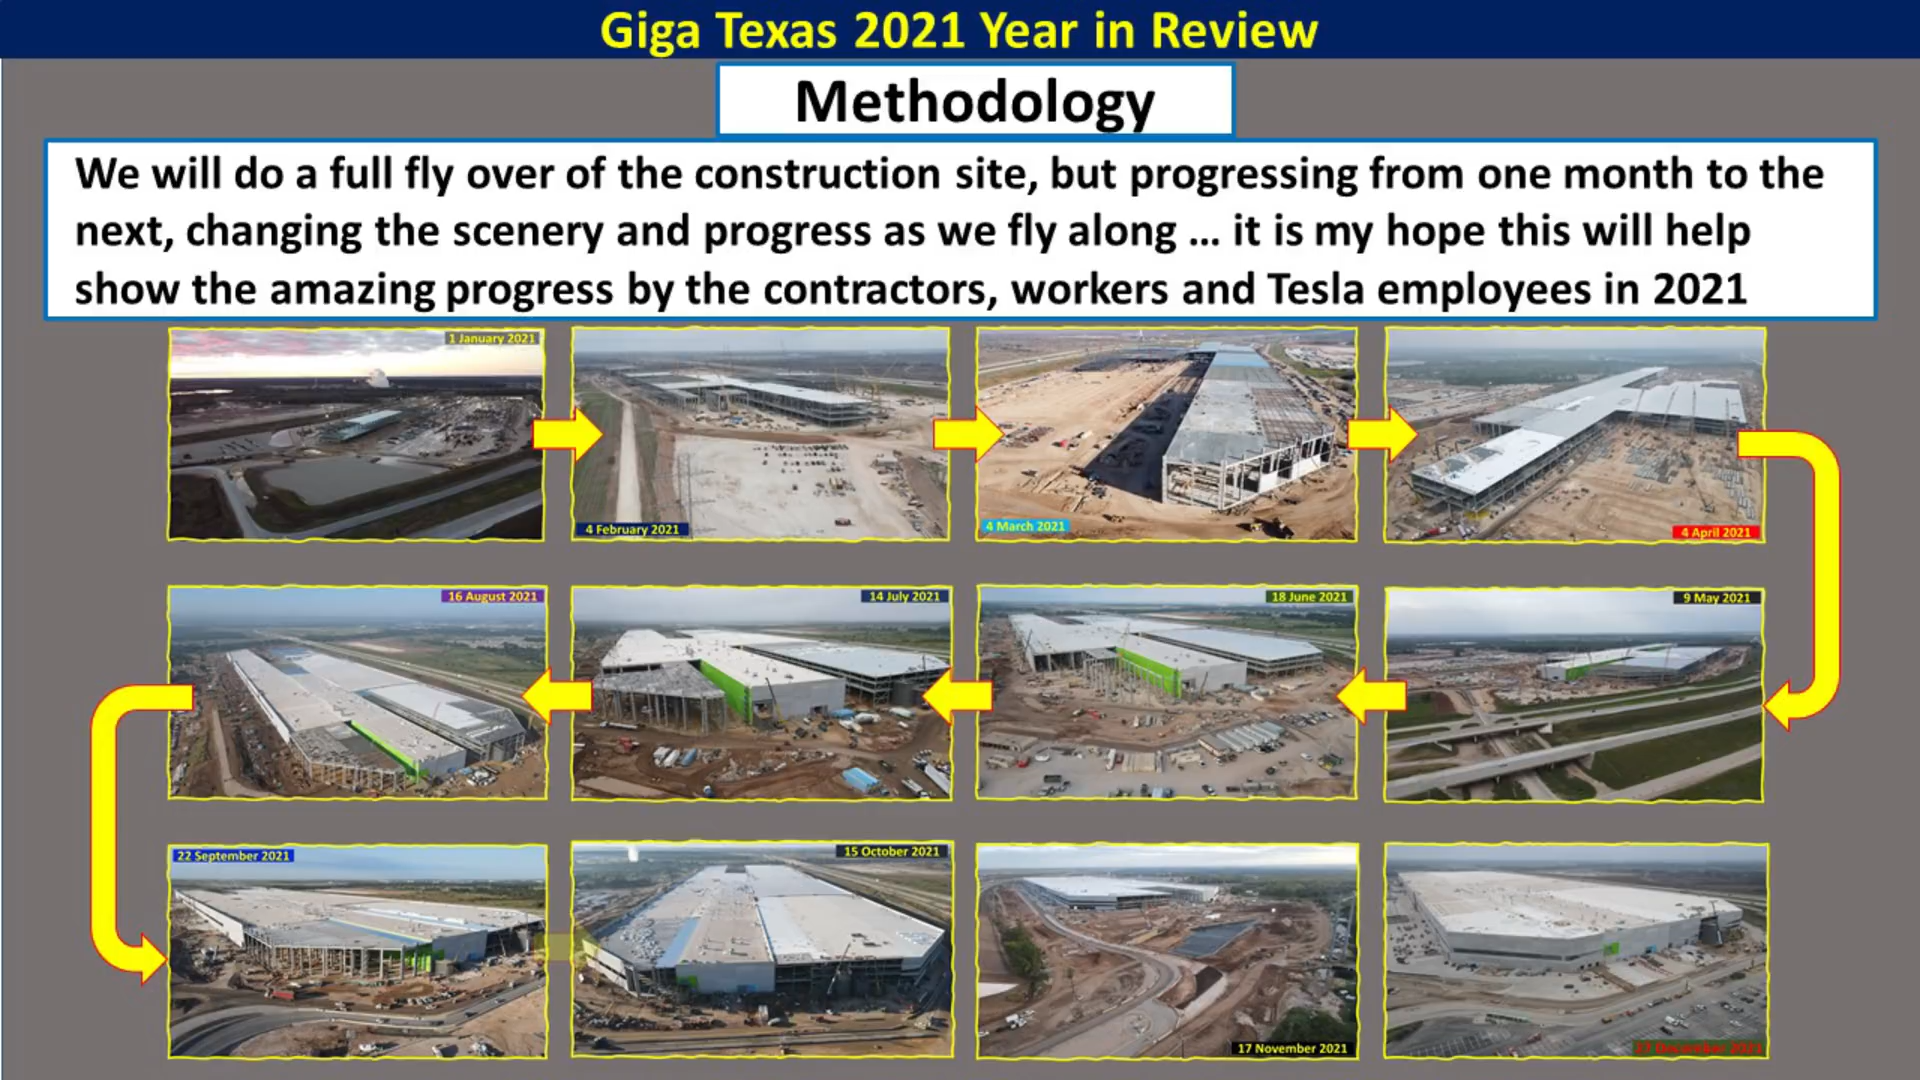 Giga Texas 2021 Year in Review
Methodology
We will do a full fly over of the construction site, but progressing from one month to the
next, changing the scenery and progress as we fly along ... it is my hope this will help
show the amazing progress by the contractors, workers and Tesla employees in 2021
1 January 2021
4 February 2021
4 March 2021
4 April 2021
9 May 2021
18 June 2021
14 July 2021
16 August 2021
22 September 2021
15 October 2021
17 November 2021
27 December 2021